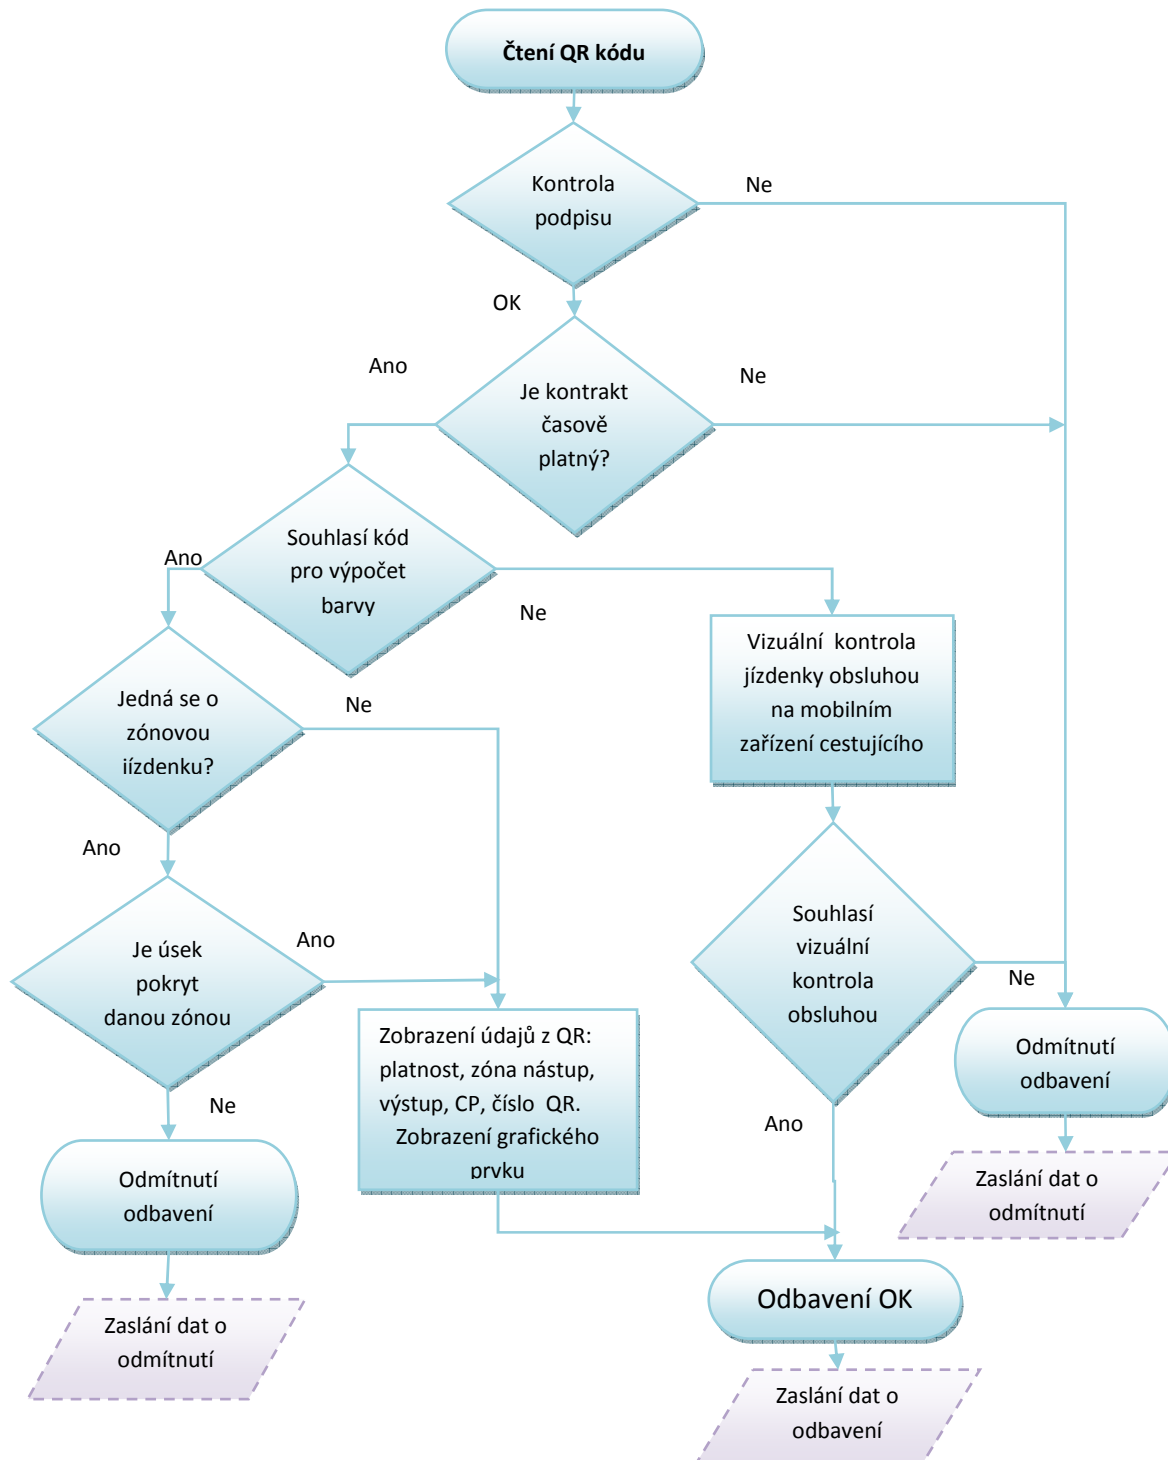 Čtení QR kódu
Kontrola
podpisu
Ne
OK
Ano
Je kontrakt
časově
platný?
Ne
Ano
Souhlasí kód
pro výpočet
barvy
Ne
Vizuální kontrola
jízdenky obsluhou
na mobilním
zařízení cestujícího
Jedná se o
zónovou
iízdenku?
Ne
Ano
Je úsek
pokryt
danou zónou
Ano
Souhlasí
vizuální
kontrola
obsluhou
Ne
Zobrazení údajů z QR:
platnost, zóna nástup,
výstup, CP, číslo QR.
Zobrazení grafického
prvku
Odmítnutí
odbavení
Ne
Ano
Odmítnutí
odbavení
Zaslání dat o
odmítnutí
Odbavení OK
Zaslání dat o
odmítnutí
Zaslání dat o
odbavení